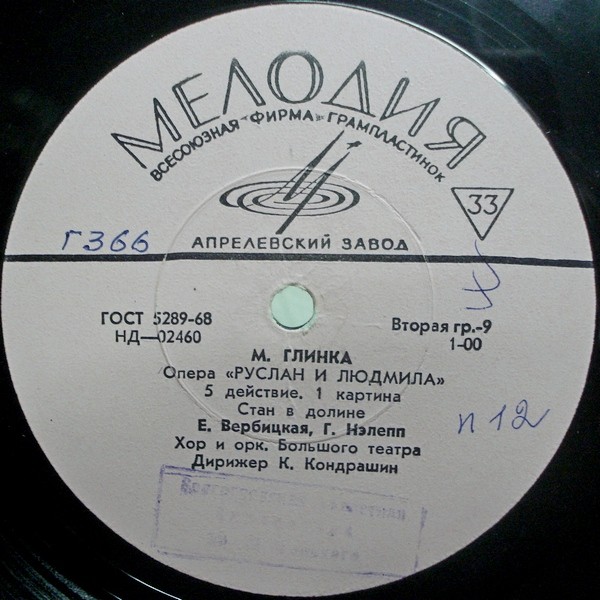 МЕЛОДИЯ
ВСЕСОЮЗНАЯ «ФИРМА» ГРАМПЛАСТИНОК
33
АПРЕЛЕВСКИЙ ЗАВОД
Г366
ГОСТ 5289-68
НД—02460
Вторая гр.-9
1-00
М. ГЛИНКА
Опера «РУСЛАН И ЛЮДМИЛА»
5 действие. 1 картина
Стан в долине
Е. Вербицкая, Г. Нэлепп
Хор и орк. Большого театра
Дирижер К. Кондрашин
п 12